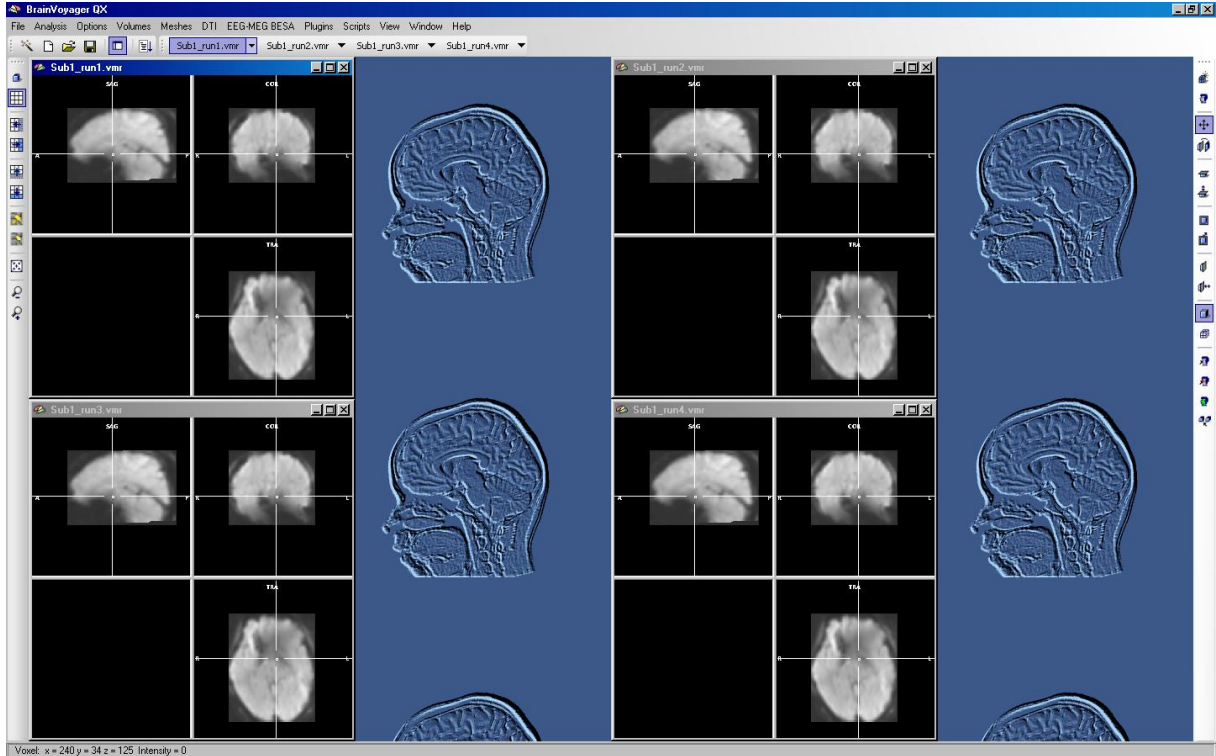 BrainVoyager QX
File Analysis Options Volumes Meshes DTI EEG-MEG BESA Plugins Scripts View Window Help
Sub1_run1.vmr Sub1_run2.vmr Sub1_run3.vmr Sub1_run4.vmr
Sub1_run1.vmr
SAG COR
A P R L
TRA
R L
Sub1_run2.vmr
SAG COR
A P R L
TRA
R L
Sub1_run3.vmr
SAG COR
A P R L
TRA
R L
Sub1_run4.vmr
SAG COR
A P R L
TRA
R L
Voxel: x = 240 y = 34 z = 125 Intensity = 0